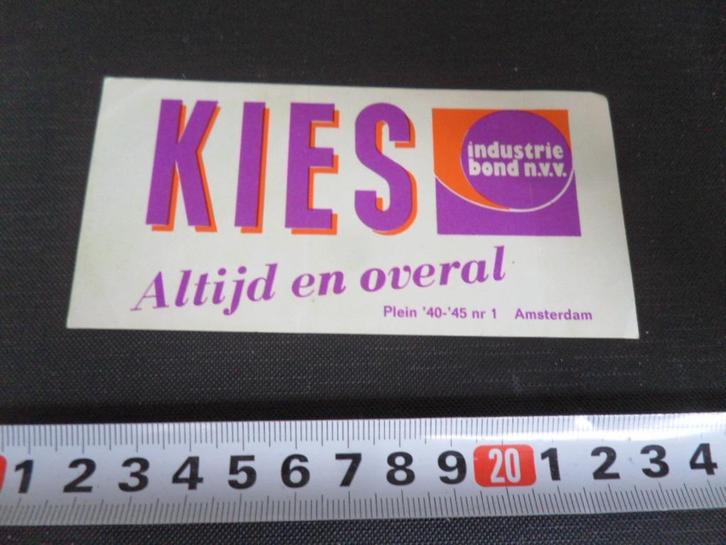 KIES
industrie
bond n.v.v.
Altijd en overal
Plein '40-'45 nr 1 Amsterdam
1 2 3 4 5 6 7 8 9 20 1 2 3 4